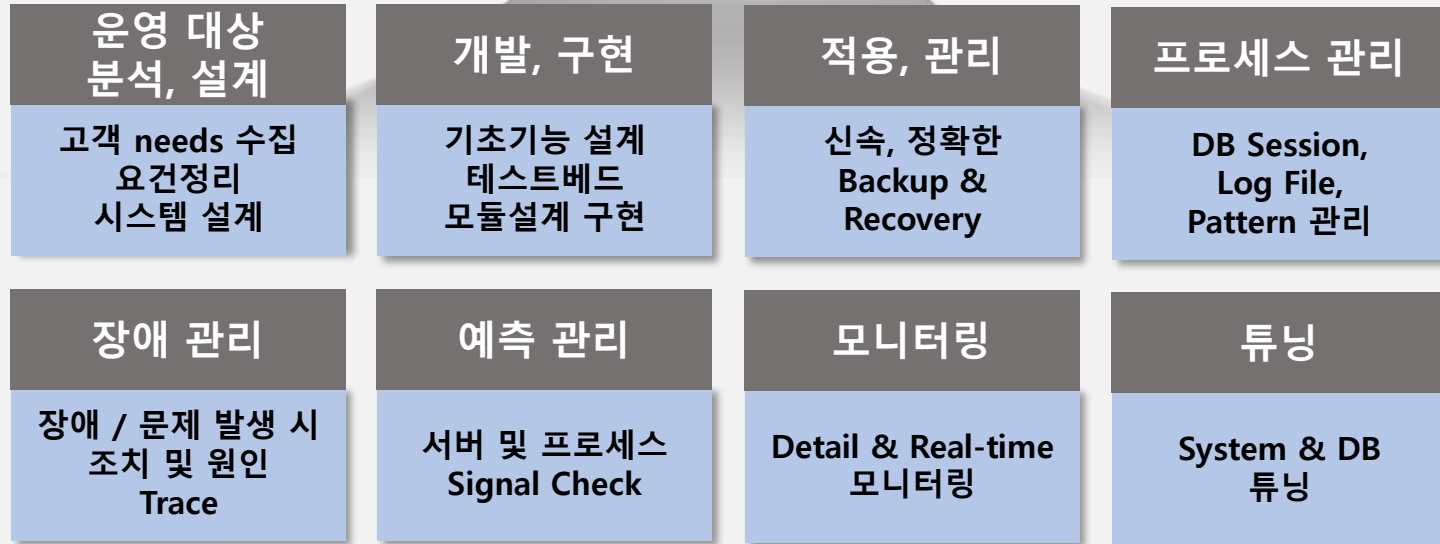 운영 대상
분석, 설계
고객 needs 수집
요건정리
시스템 설계
개발, 구현
기초기능 설계
테스트베드
모듈설계 구현
적용, 관리
신속, 정확한
Backup &
Recovery
프로세스 관리
DB Session,
Log File,
Pattern 관리
장애 관리
장애 / 문제 발생 시
조치 및 원인
Trace
예측 관리
서버 및 프로세스
Signal Check
모니터링
Detail & Real-time
모니터링
튜닝
System & DB
튜닝